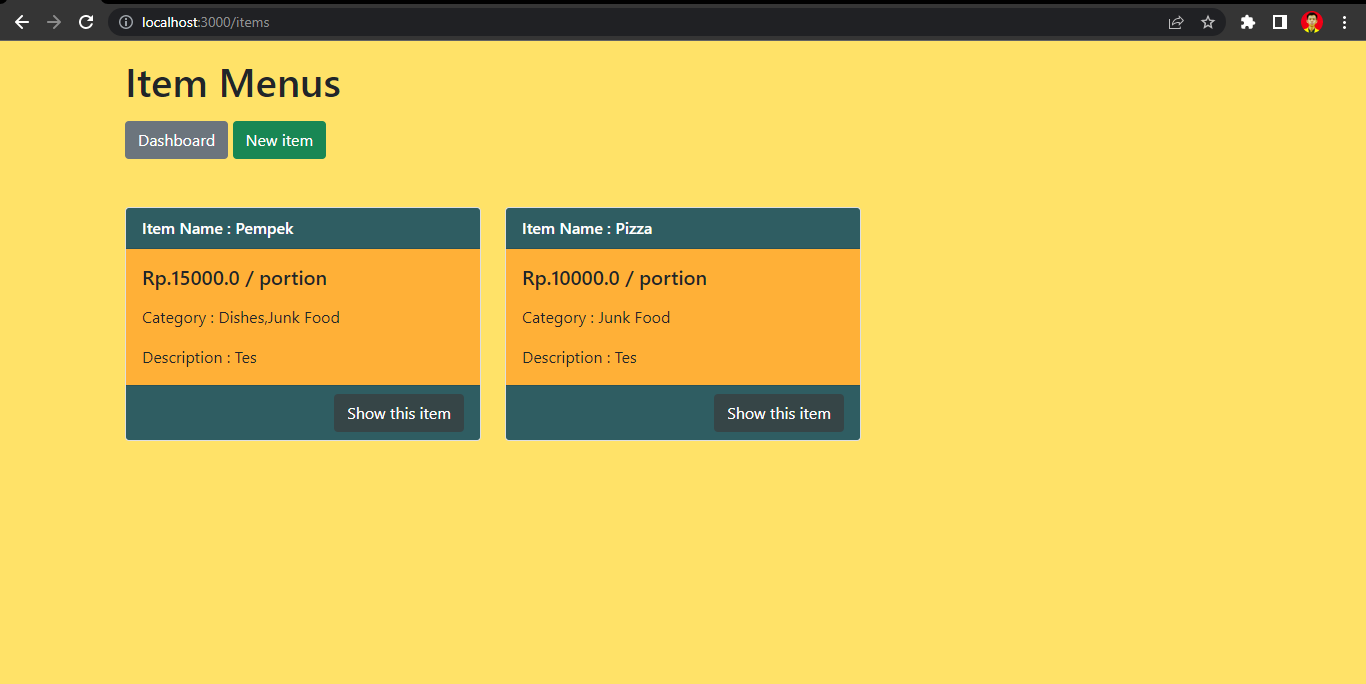 localhost:3000/items
Item Menus
Dashboard New item
Item Name : Pempek
Rp.15000.0 / portion
Category : Dishes,Junk Food
Description : Tes
Show this item
Item Name : Pizza
Rp.10000.0 / portion
Category : Junk Food
Description : Tes
Show this item